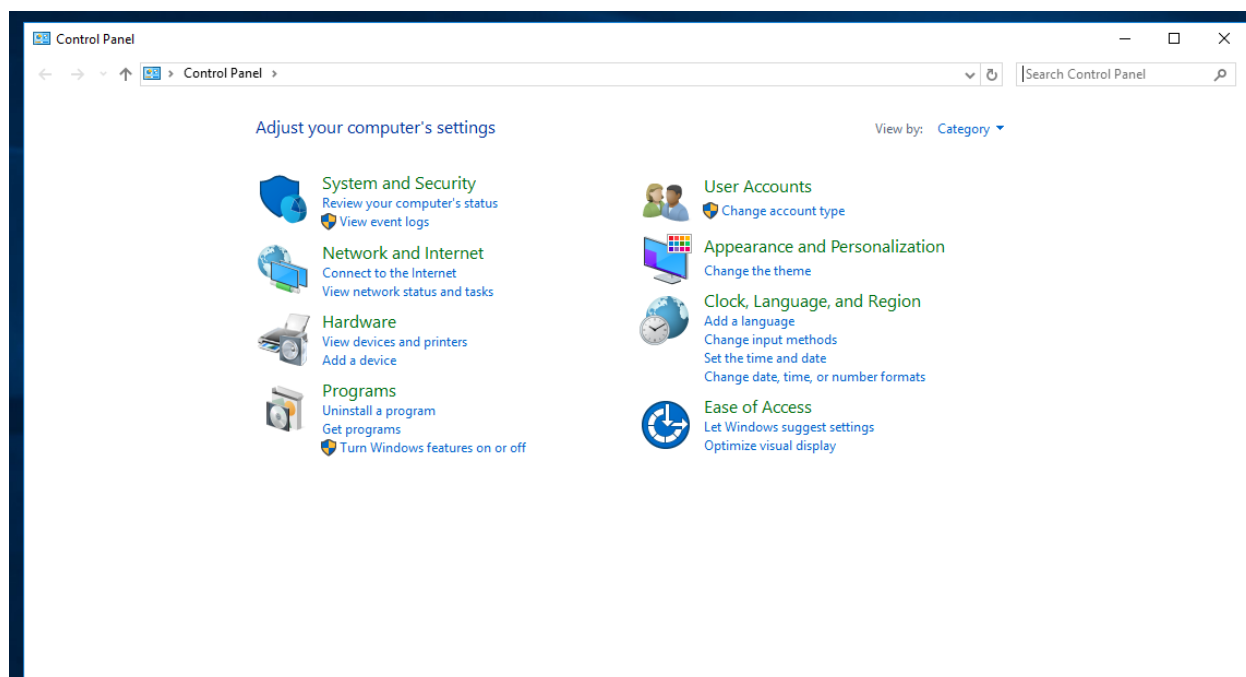 Control Panel
Control Panel
Search Control Panel
Adjust your computer's settings
View by: Category
System and Security
Review your computer's status
View event logs
Network and Internet
Connect to the Internet
View network status and tasks
Hardware
View devices and printers
Add a device
Programs
Uninstall a program
Get programs
Turn Windows features on or off
User Accounts
Change account type
Appearance and Personalization
Change the theme
Clock, Language, and Region
Add a language
Change input methods
Set the time and date
Change date, time, or number formats
Ease of Access
Let Windows suggest settings
Optimize visual display